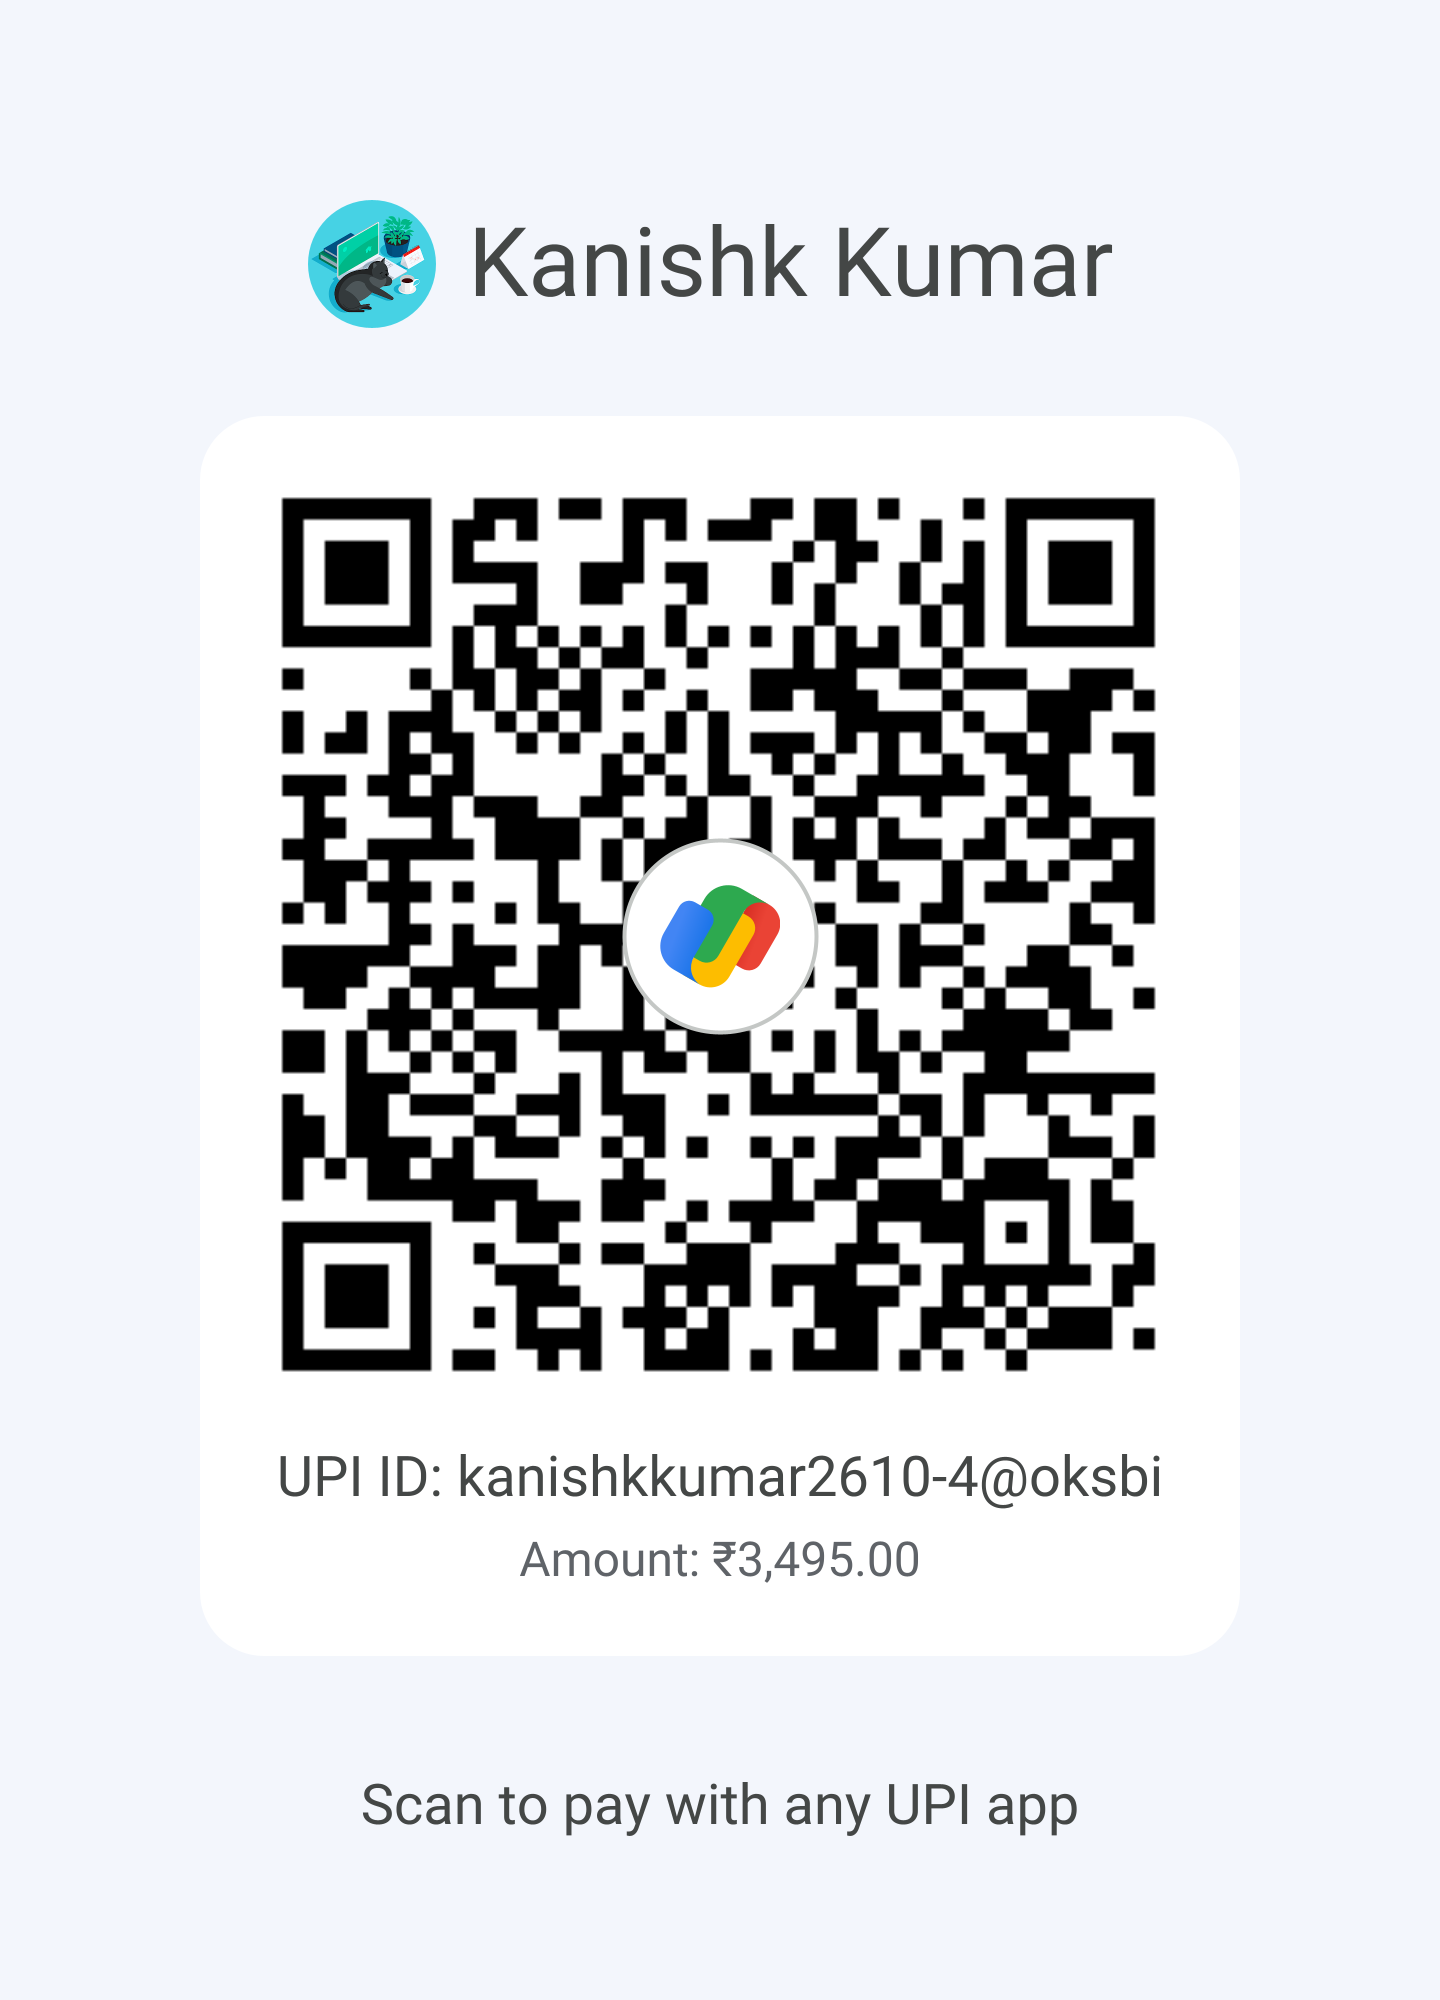 Kanishk Kumar
UPI ID: kanishkkumar2610-4@oksbi
Amount: ₹3,495.00
Scan to pay with any UPI app